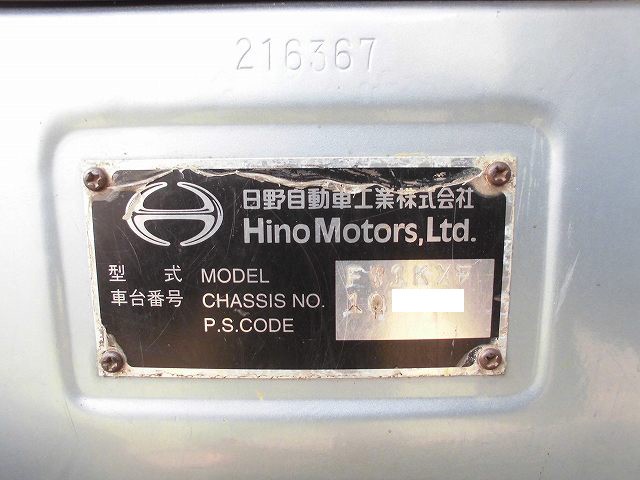 216367
日野自動車工業株式会社
Hino Motors, Ltd.
型 式 MODEL
車台番号 CHASSIS NO. 10
P.S.CODE